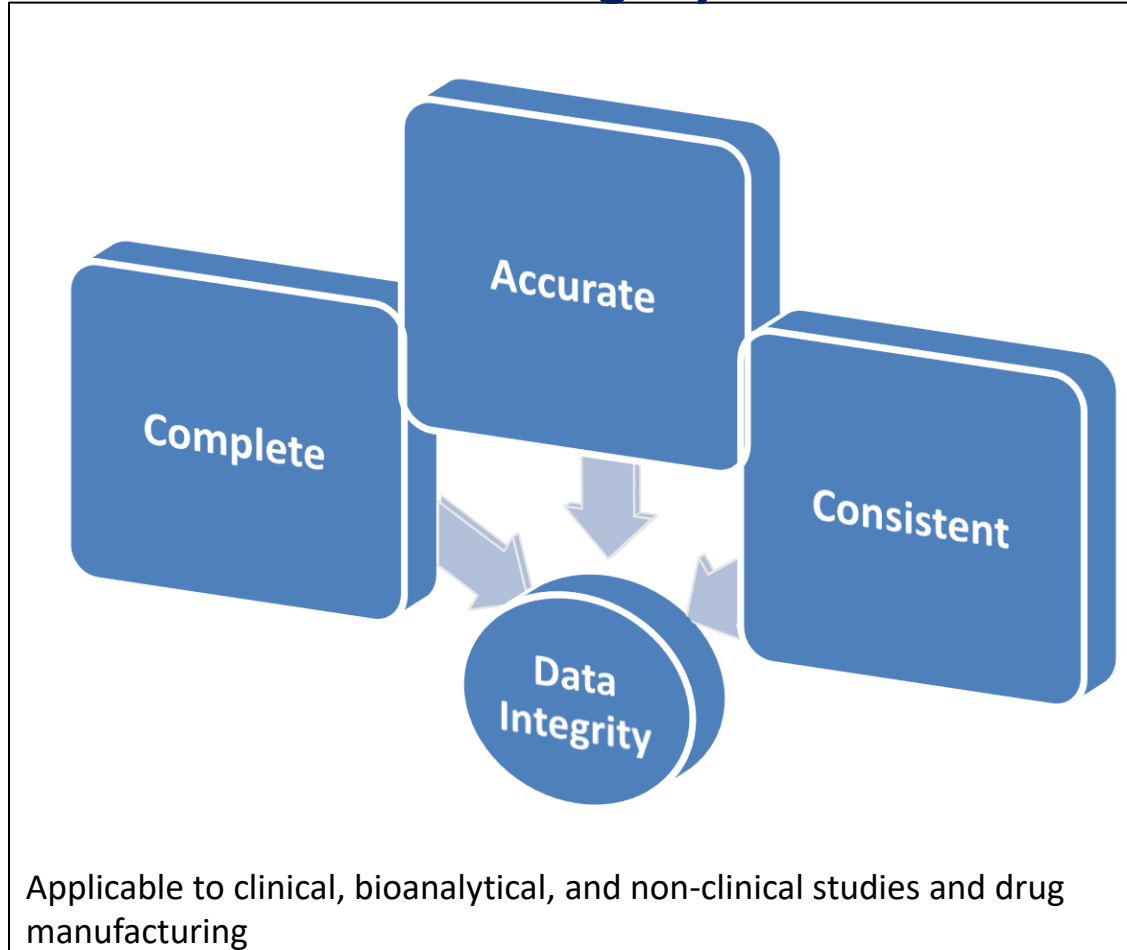 Accurate
Complete
Consistent
Data
Integrity
Applicable to clinical, bioanalytical, and non-clinical studies and drug
manufacturing